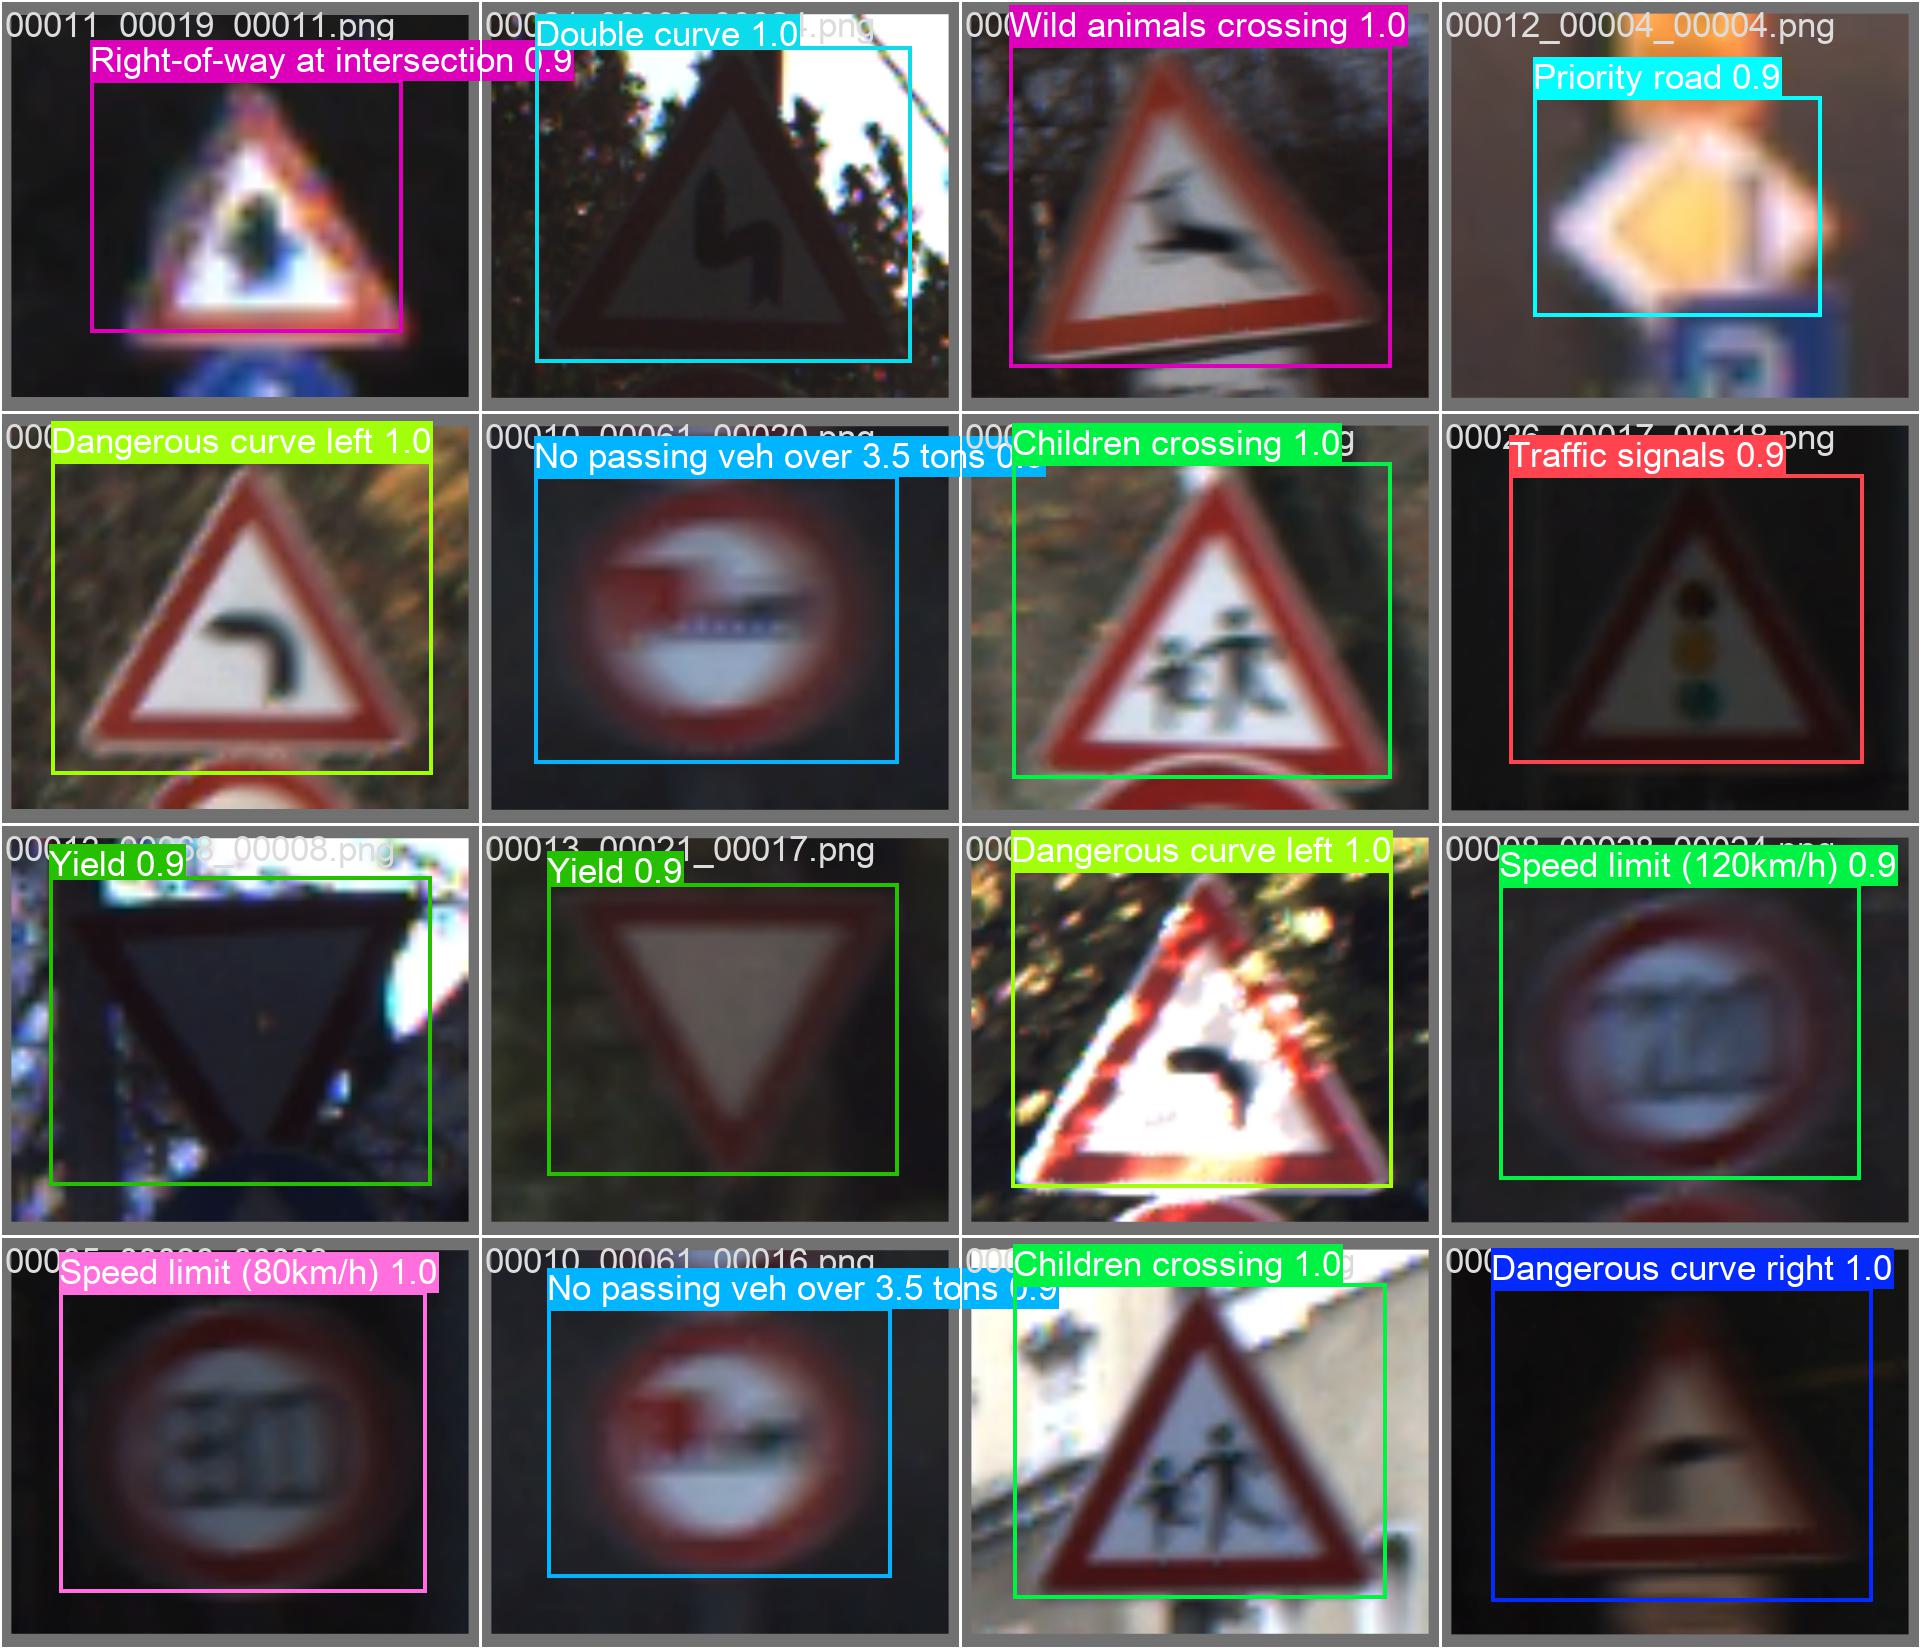 00011_00019_00011.png
Right-of-way at intersection 0.9
Double curve 1.0
Wild animals crossing 1.0
00012_00004_00004.png
Priority road 0.9
Dangerous curve left 1.0
No passing veh over 3.5 tons
Children crossing 1.0
Traffic signals 0.9
Yield 0.9
00013_00021_00017.png
Yield 0.9
Dangerous curve left 1.0
Speed limit (120km/h) 0.9
Speed limit (80km/h) 1.0
00010_00061_00016.png
No passing veh over 3.5 tons 0.9
Children crossing 1.0
Dangerous curve right 1.0